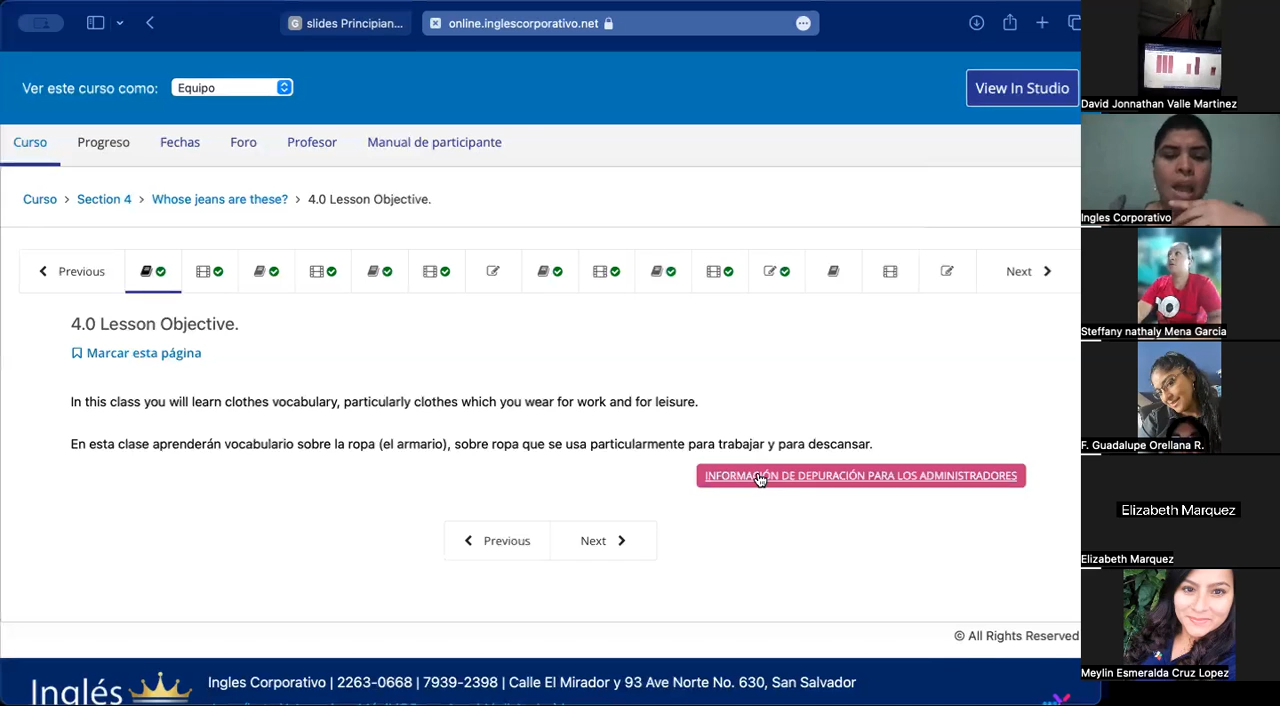 slides Principian...
online.inglescorporativo.net
Ver este curso como:
Equipo
View In Studio
Curso
Progreso
Fechas
Foro
Profesor
Manual de participante
Curso > Section 4 > Whose jeans are these? > 4.0 Lesson Objective.
Previous
Next
4.0 Lesson Objective.
Marcar esta página
In this class you will learn clothes vocabulary, particularly clothes which you wear for work and for leisure.
En esta clase aprenderán vocabulario sobre la ropa (el armario), sobre ropa que se usa particularmente para trabajar y para descansar.
INFORMACIÓN DE DEPURACIÓN PARA LOS ADMINISTRADORES
Previous
Next
© All Rights Reserved
Inglés
Ingles Corporativo | 2263-0668 | 7939-2398 | Calle El Mirador y 93 Ave Norte No. 630, San Salvador
David Jonnathan Valle Martinez
Ingles Corporativo
Steffany nathaly Mena Garcia
F. Guadalupe Orellana R.
Elizabeth Marquez
Elizabeth Marquez
Meylin Esmeralda Cruz Lopez